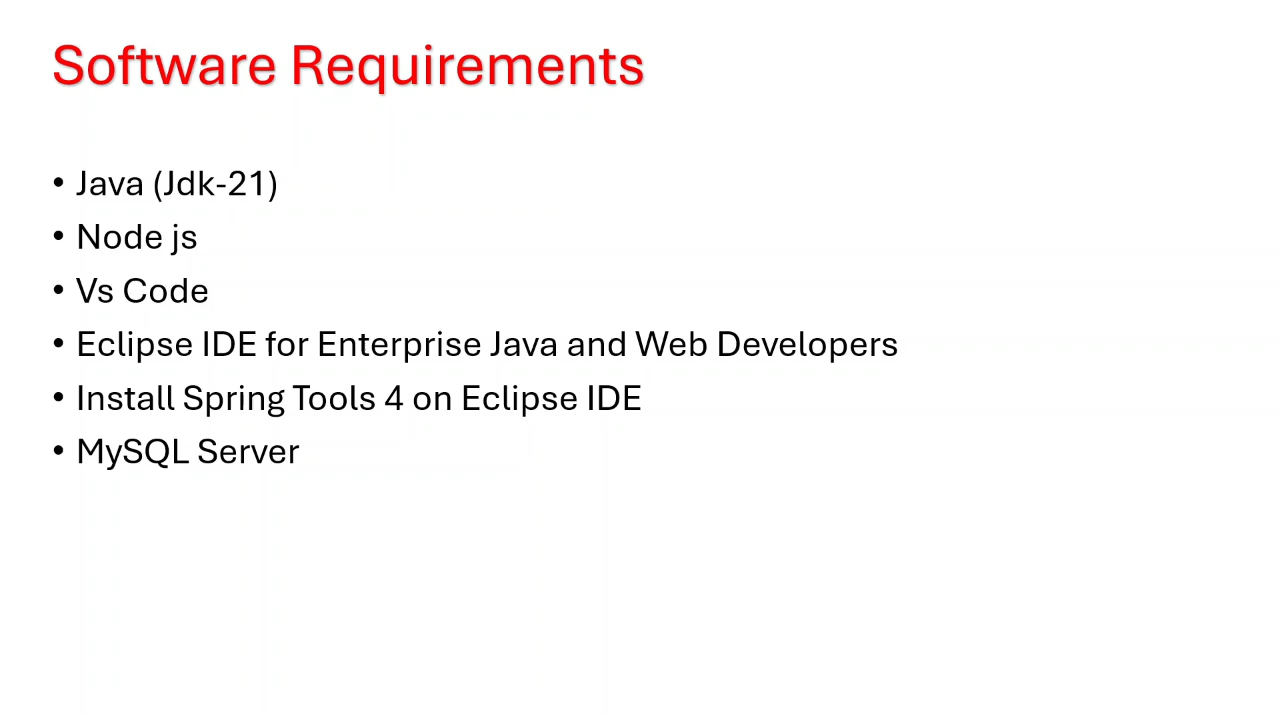 Software Requirements
• Java (Jdk-21)
• Node js
• Vs Code
• Eclipse IDE for Enterprise Java and Web Developers
• Install Spring Tools 4 on Eclipse IDE
• MySQL Server